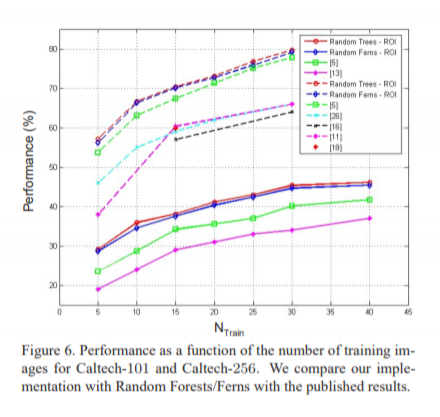 80
70
60
50
40
30
20
Performance (%)
Random Trees - ROI
Random Ferns - ROI
[5]
[13]
Random Trees - ROI
Random Ferns - ROI
[5]
[26]
[16]
[11]
[18]
0 5 10 15 20 25 30 35 40 45
N Train
Figure 6. Performance as a function of the number of training im-
ages for Caltech-101 and Caltech-256. We compare our imple-
mentation with Random Forests/Ferns with the published results.